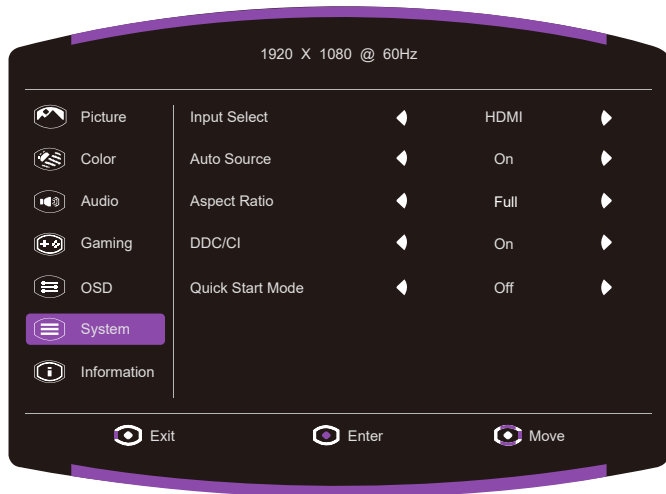 1920 X 1080 @ 60Hz
Picture Input Select HDMI
Color Auto Source On
Audio Aspect Ratio Full
Gaming DDC/CI On
OSD Quick Start Mode Off
System
Information
Exit Enter Move